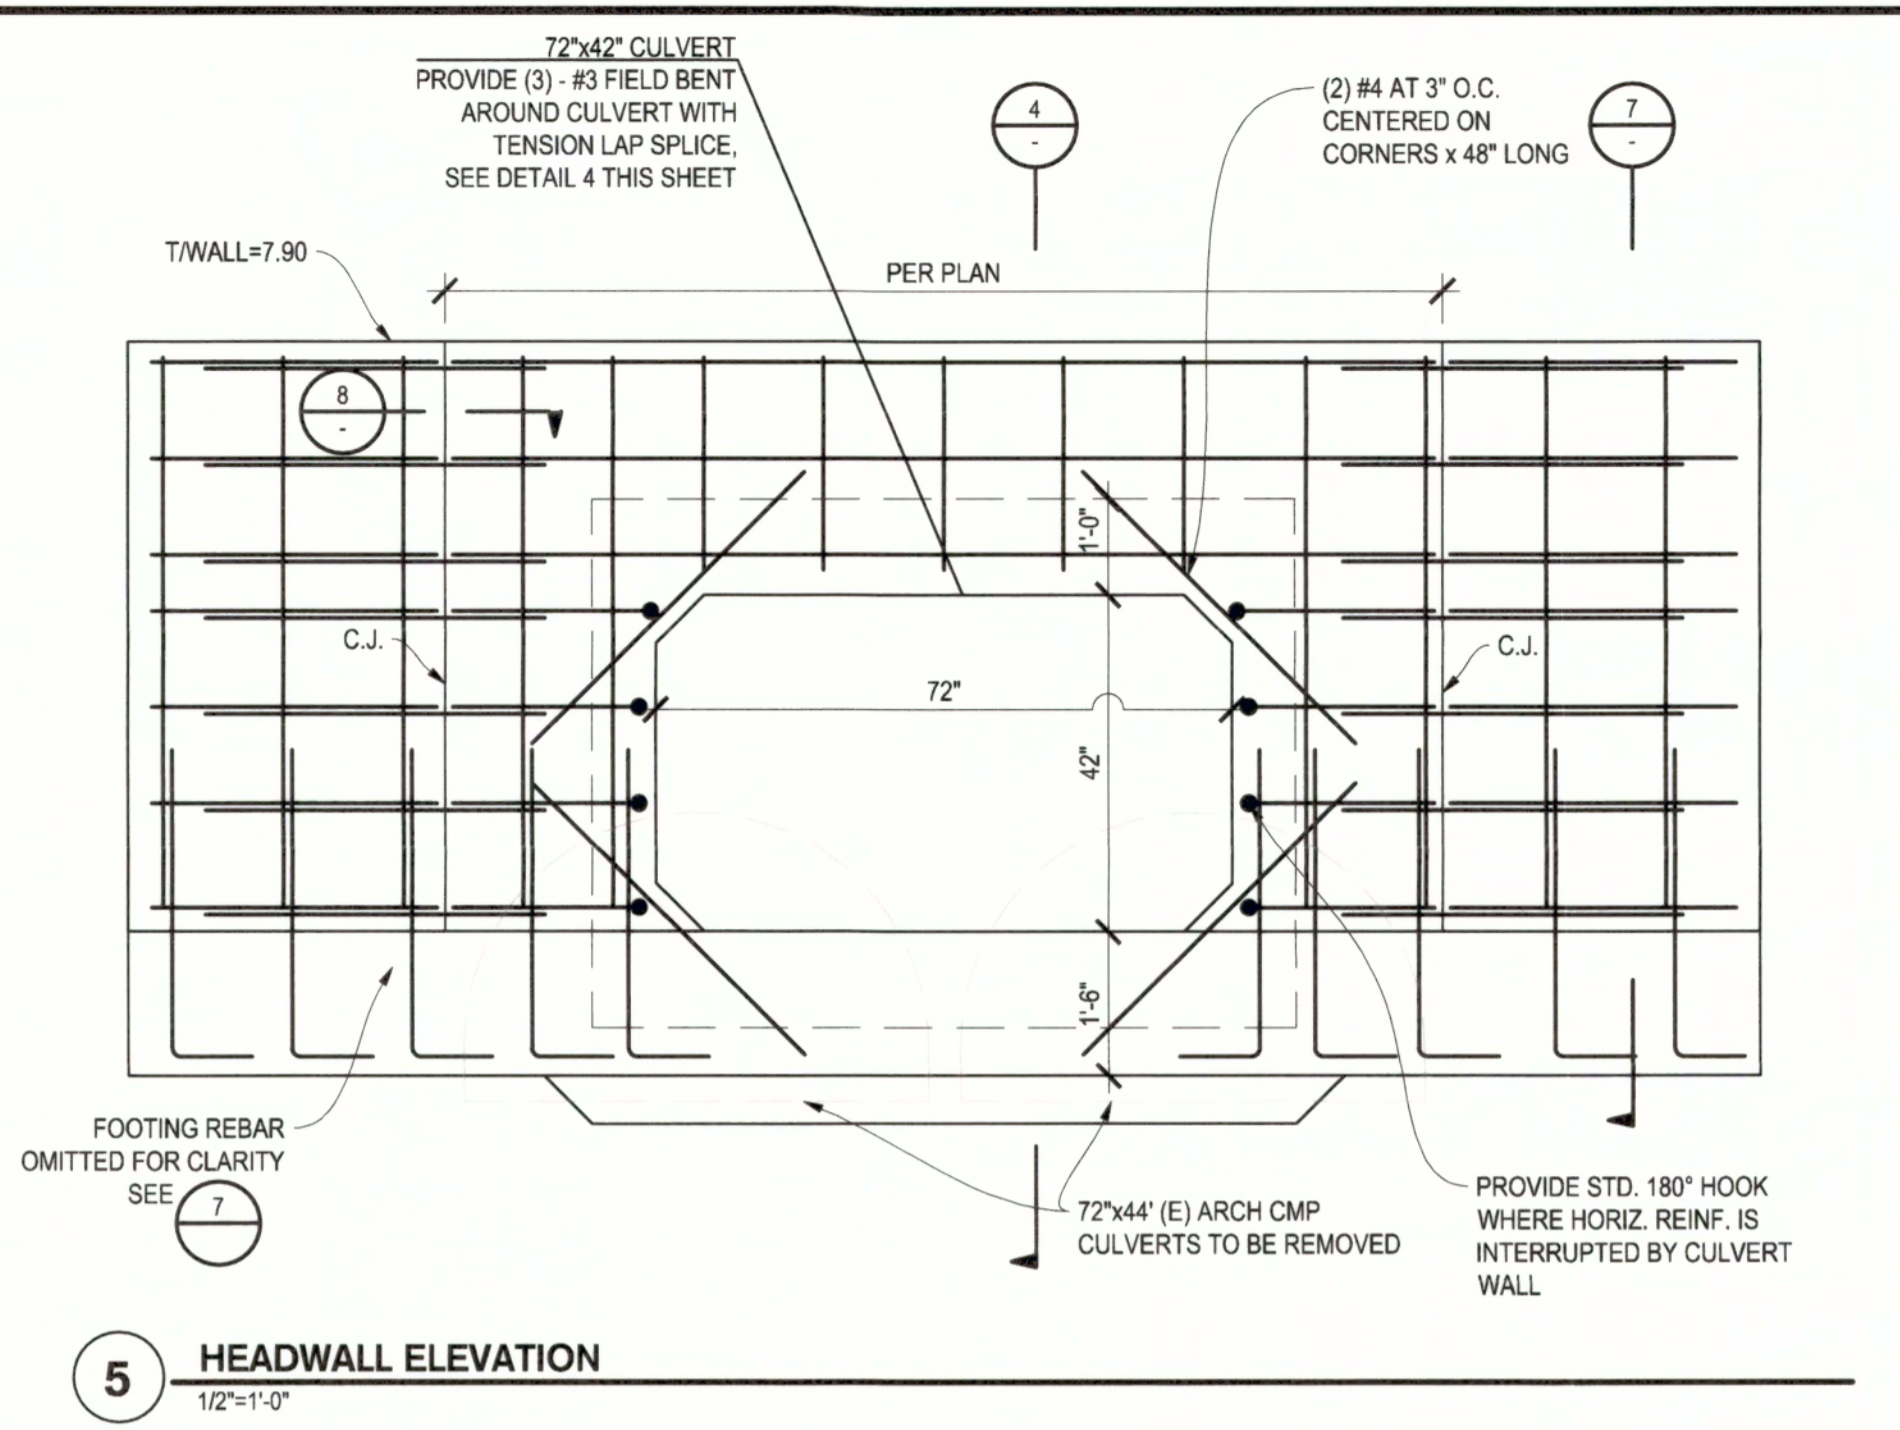 72"x42" CULVERT
PROVIDE (3) - #3 FIELD BENT
AROUND CULVERT WITH
TENSION LAP SPLICE,
SEE DETAIL 4 THIS SHEET
4
-
(2) #4 AT 3" O.C.
CENTERED ON
CORNERS x 48" LONG
7
-
T/WALL=7.90
PER PLAN
8
-
1'-0"
C.J.
C.J.
72"
42"
1'-6"
FOOTING REBAR
OMITTED FOR CLARITY
SEE
7
72"x44' (E) ARCH CMP
CULVERTS TO BE REMOVED
PROVIDE STD. 180° HOOK
WHERE HORIZ. REINF. IS
INTERRUPTED BY CULVERT
WALL
5
HEADWALL ELEVATION
1/2"=1'-0"